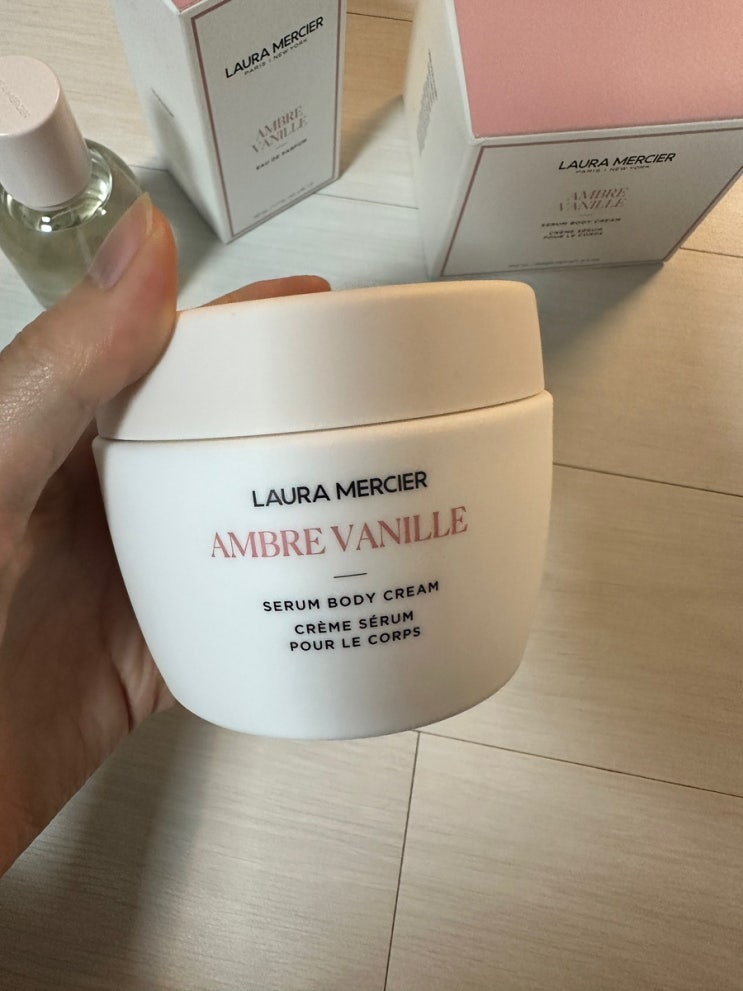 LAURA MERCIER
PARIS | NEW YORK
AMBRE
VANILLE
EAU DE PARFUM
LAURA MERCIER
PARIS | NEW YORK
AMBRE
VANILLE
SERUM BODY CREAM
CRÈME SÉRUM
POUR LE CORPS
LAURA MERCIER
AMBRE VANILLE
SERUM BODY CREAM
CRÈME SÉRUM
POUR LE CORPS